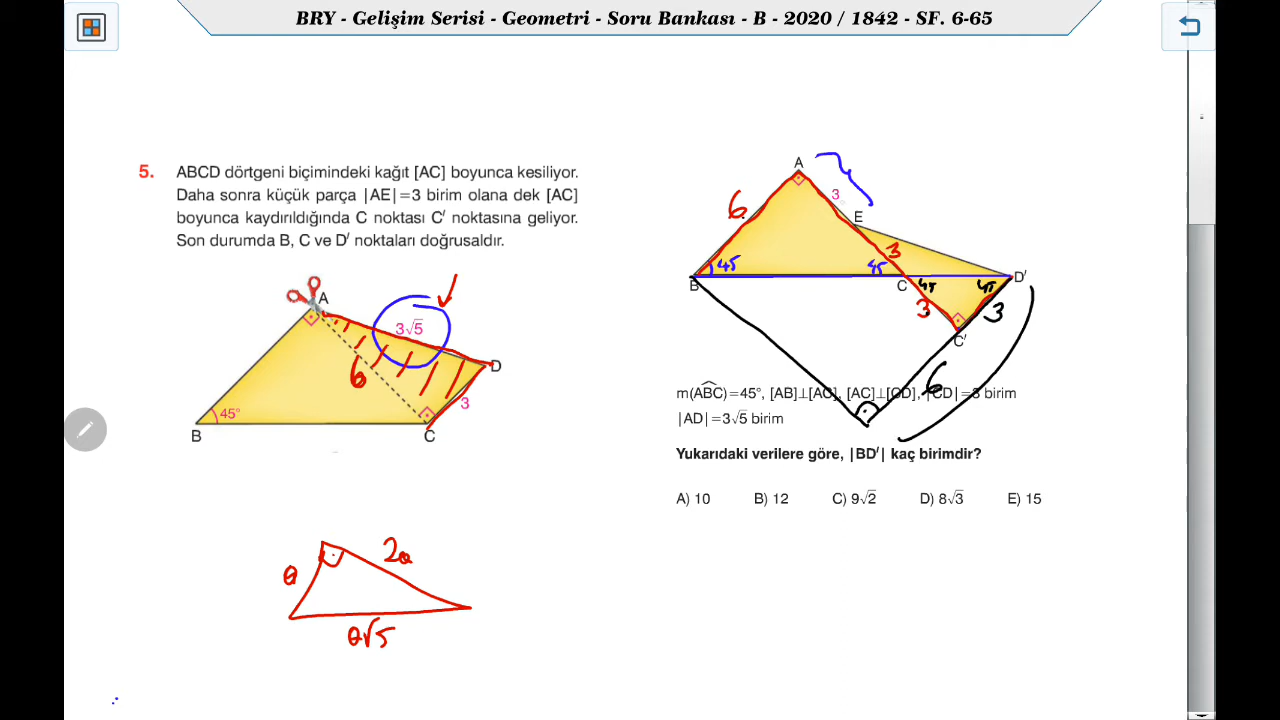 BRY - Gelişim Serisi - Geometri - Soru Bankası - B - 2020 / 1842 - SF. 6-65
5. ABCD dörtgeni biçimindeki kağıt [AC] boyunca kesiliyor.
Daha sonra küçük parça |AE|=3 birim olana dek [AC]
boyunca kaydırıldığında C noktası C′ noktasına geliyor.
Son durumda B, C ve D′ noktaları doğrusaldır.
A
3√5
6
D
3
45°
B
C
A
6
3
E
3
45
45
B
C
45
45
D′
3
3
C′
6
m(ABC)=45°, [AB]⊥[AC], [AC]⊥[CD], |CD|=3 birim
|AD|=3√5 birim
Yukarıdaki verilere göre, |BD′| kaç birimdir?
A) 10 B) 12 C) 9√2 D) 8√3 E) 15
a
2a
a√5